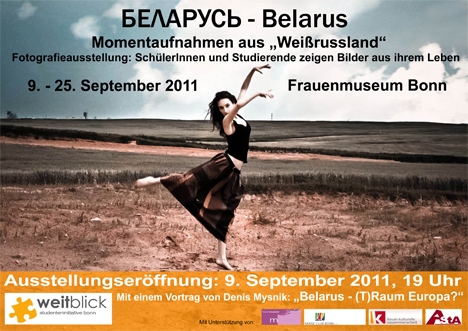 БЕЛАРУСЬ - Belarus
Momentaufnahmen aus „Weißrussland“
Fotografieausstellung: SchülerInnen und Studierende zeigen Bilder aus ihrem Leben
9. - 25. September 2011 Frauenmuseum Bonn
Ausstellungseröffnung: 9. September 2011, 19 Uhr
Mit einem Vortrag von Denis Mysnik: „Belarus - (T)Raum Europa?“
weitblick
studenteninitiative bonn
Mit Unterstützung von:
AStA